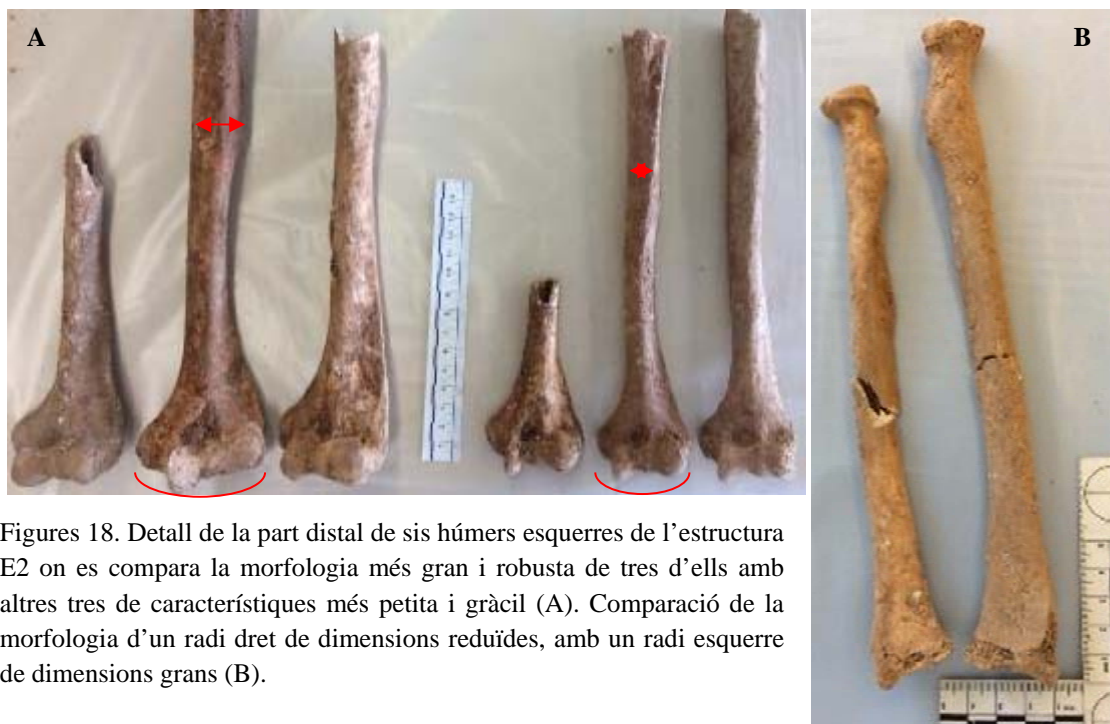 A
B
Figures 18. Detall de la part distal de sis húmers esquerres de l’estructura
E2 on es compara la morfologia més gran i robusta de tres d’ells amb
altres tres de característiques més petita i gràcil (A). Comparació de la
morfologia d’un radi dret de dimensions reduïdes, amb un radi esquerre
de dimensions grans (B).